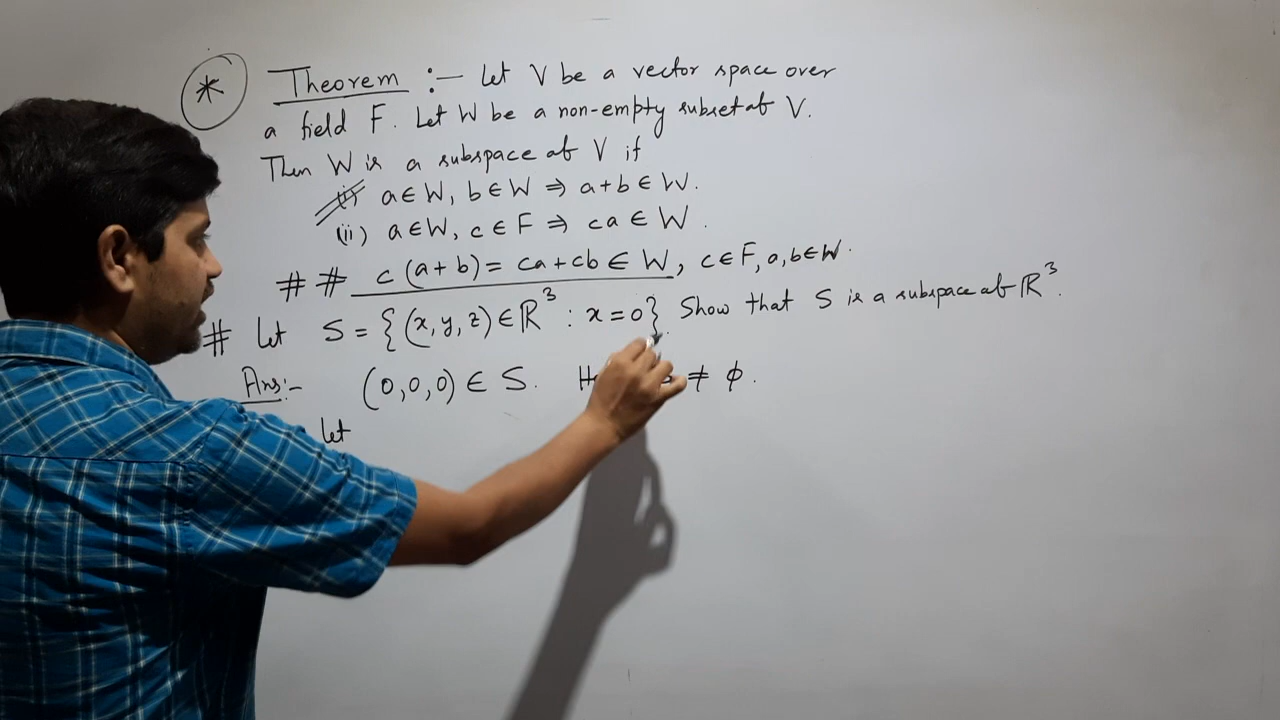 * Theorem :- Let V be a vector space over
a field F. Let W be a non-empty subset of V.
Then W is a subspace of V if
(i) a ∈ W, b ∈ W ⇒ a+b ∈ W.
(ii) a ∈ W, c ∈ F ⇒ ca ∈ W.
# # c(a+b) = ca+cb ∈ W, c ∈ F, a, b ∈ W.
# Let S = {(x, y, z) ∈ ℝ³ : x = 0}. Show that S is a subspace of ℝ³.
Ans:- (0,0,0) ∈ S. ≠ φ.
Let